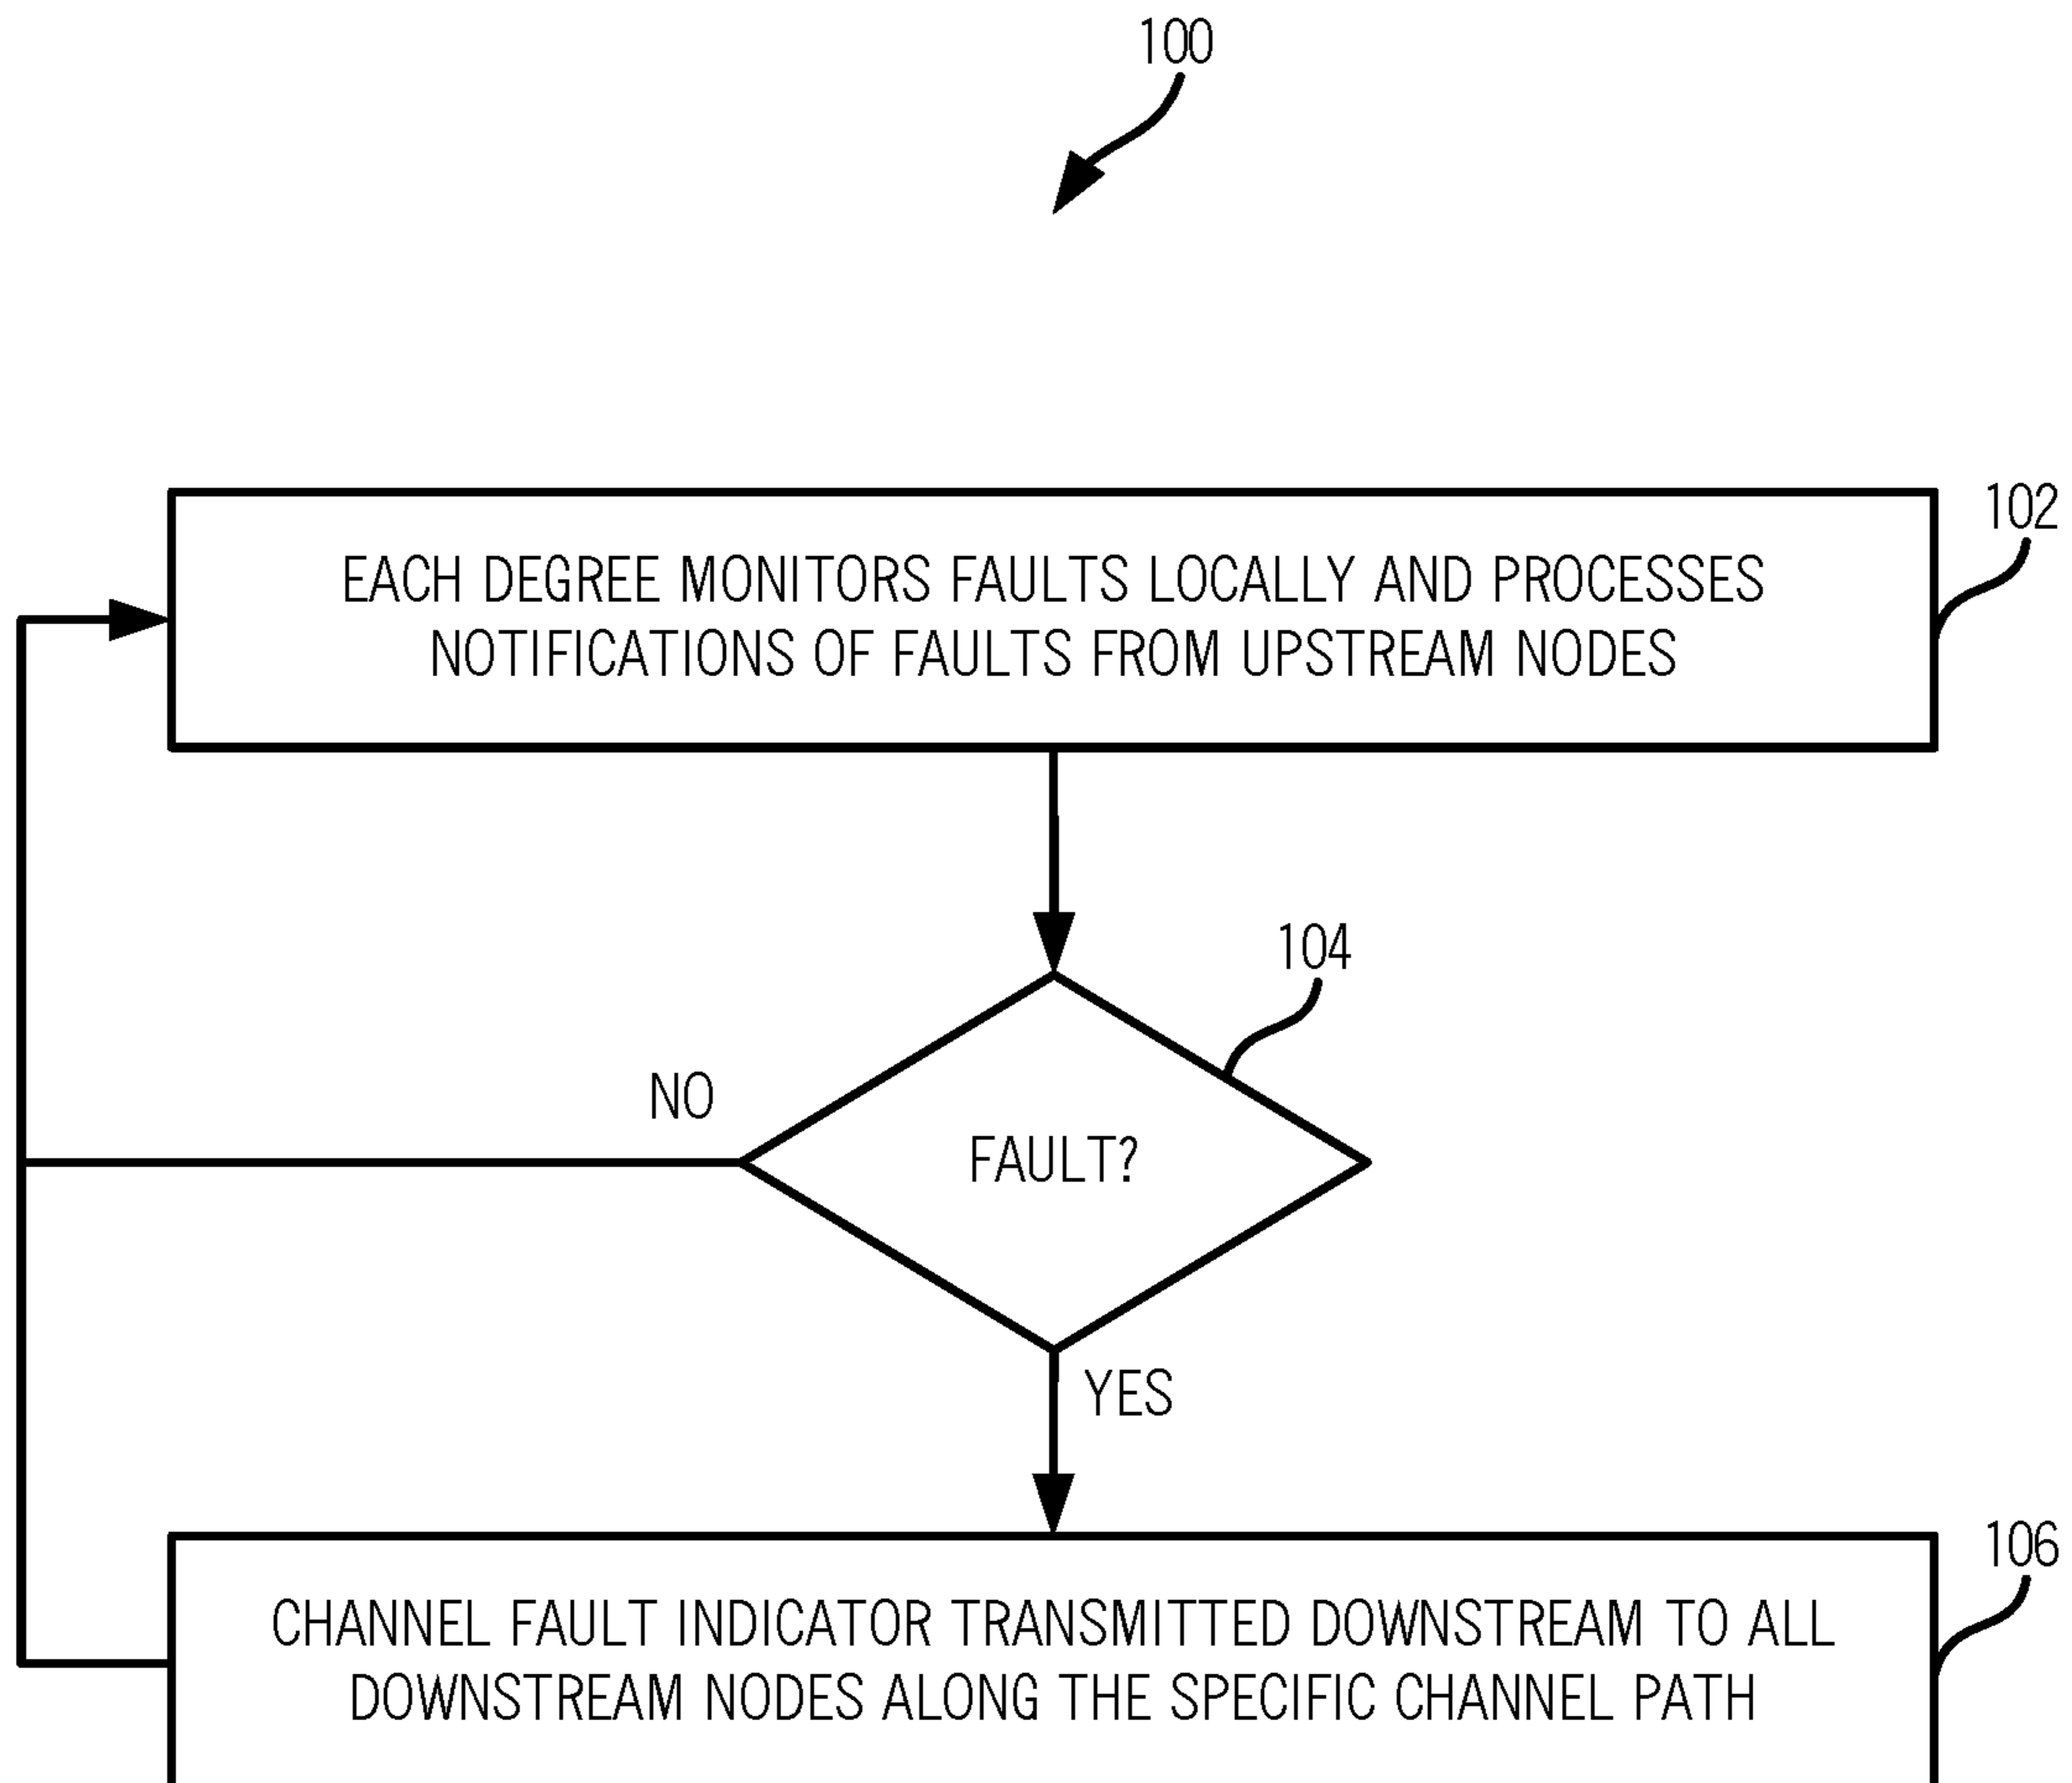 100
102
EACH DEGREE MONITORS FAULTS LOCALLY AND PROCESSES
NOTIFICATIONS OF FAULTS FROM UPSTREAM NODES
104
NO
FAULT?
YES
106
CHANNEL FAULT INDICATOR TRANSMITTED DOWNSTREAM TO ALL
DOWNSTREAM NODES ALONG THE SPECIFIC CHANNEL PATH